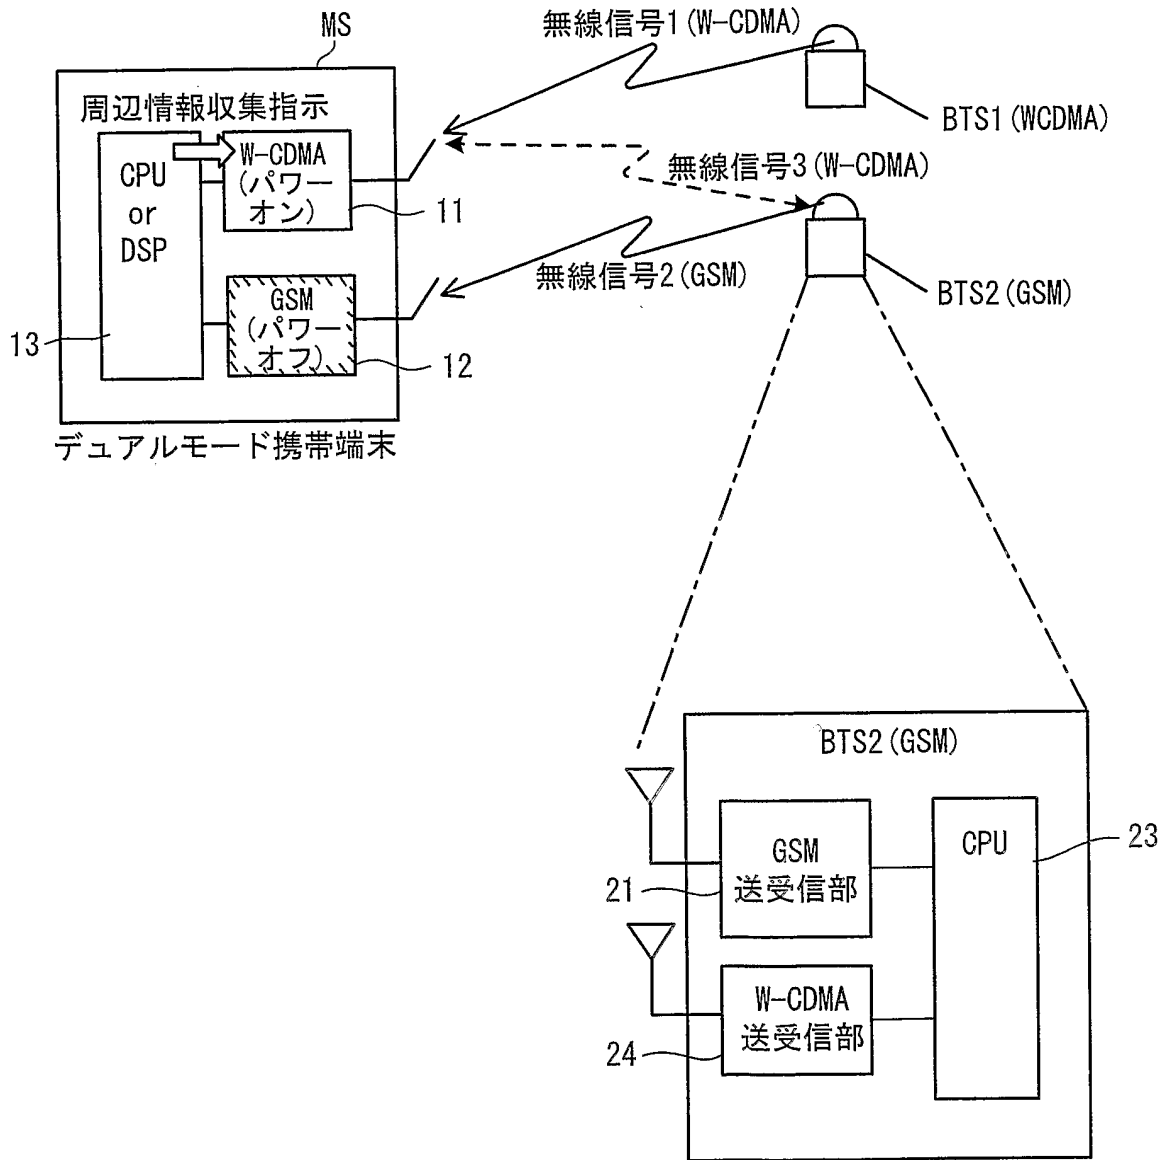 MS
無線信号1(W-CDMA)
BTS1(WCDMA)
周辺情報収集指示
CPU
or
DSP
W-CDMA
(パワー
オン)
11
無線信号3(W-CDMA)
無線信号2(GSM)
BTS2(GSM)
GSM
(パワー
オフ)
12
13
デュアルモード携帯端末
BTS2(GSM)
GSM
送受信部
21
CPU
23
W-CDMA
送受信部
24